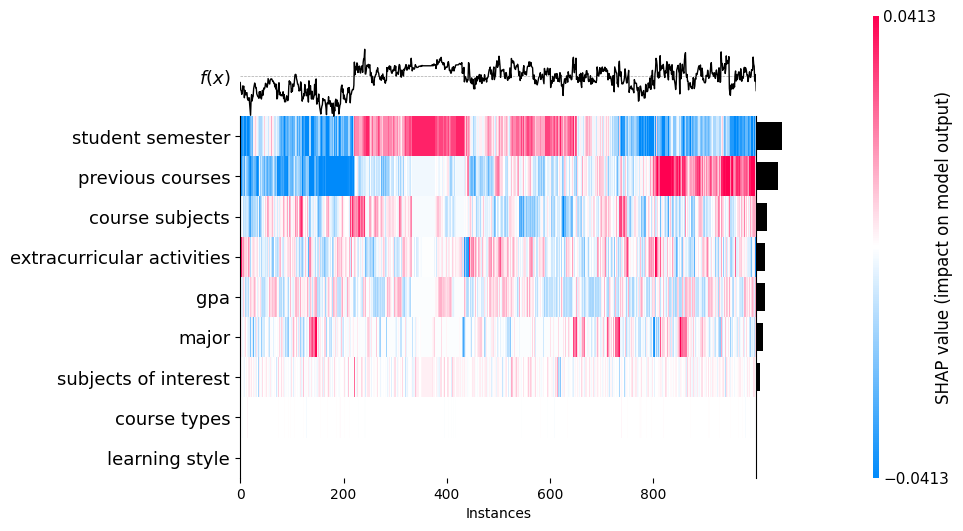 0.0413
f(x)
student semester
previous courses
course subjects
extracurricular activities
gpa
major
subjects of interest
course types
learning style
SHAP value (impact on model output)
−0.0413
0 200 400 600 800
Instances